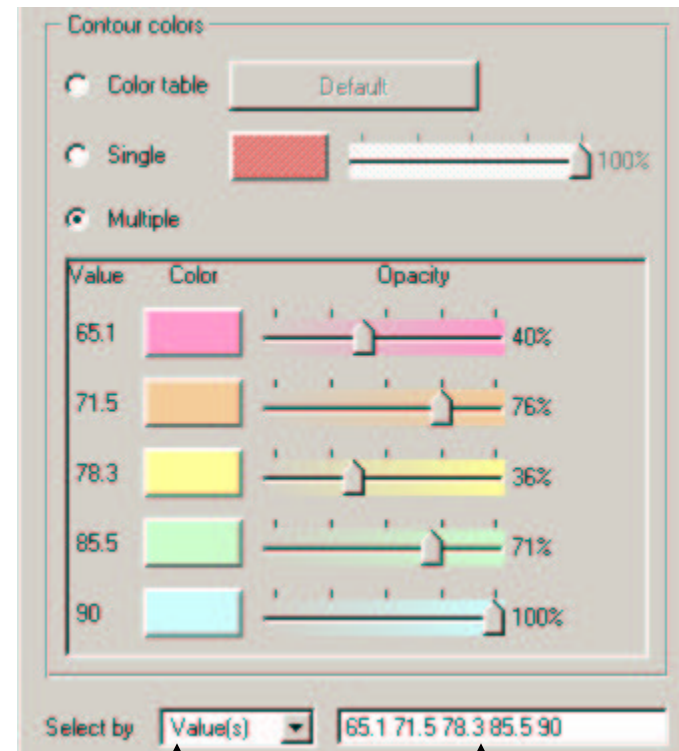 Contour colors
Color table Default
Single 100%
Multiple
Value Color Opacity
65.1 40%
71.5 76%
78.3 36%
85.5 71%
90 100%
Select by Value(s) 65.1 71.5 78.3 85.5 90